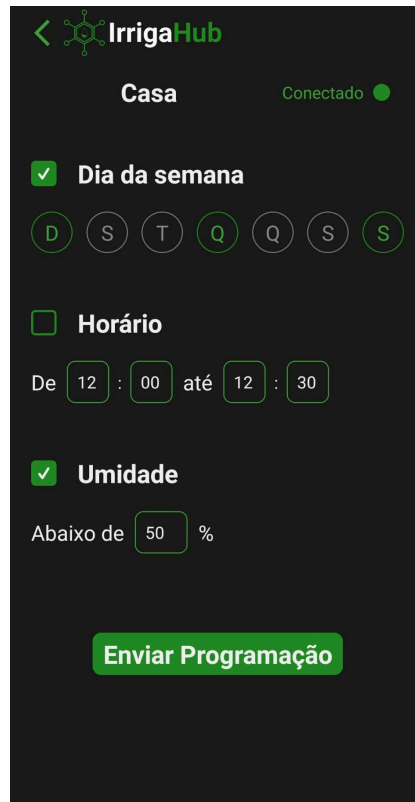 IrrigaHub
Casa Conectado
Dia da semana
D S T Q Q S S
Horário
De 12 : 00 até 12 : 30
Umidade
Abaixo de 50 %
Enviar Programação